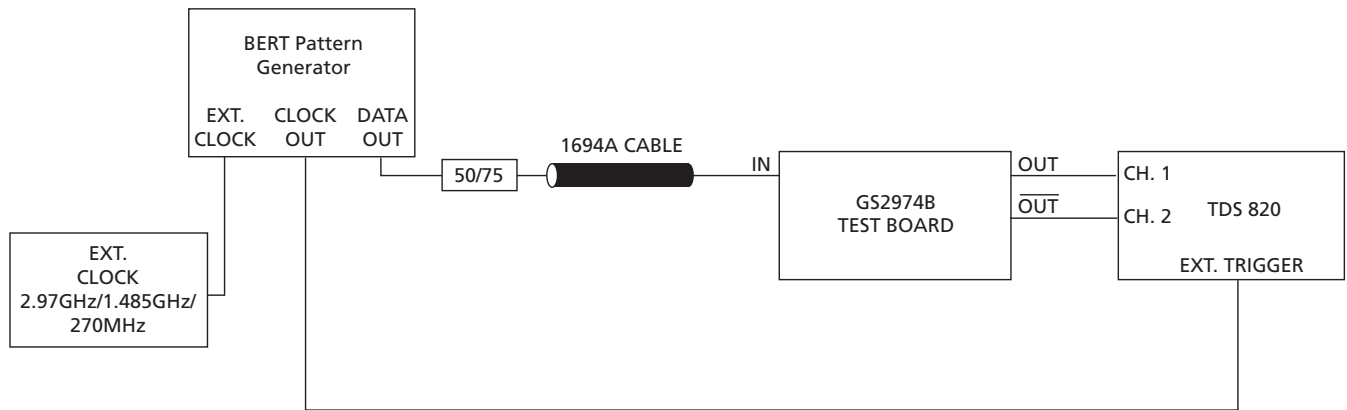 BERT Pattern
Generator
EXT. CLOCK DATA
CLOCK OUT OUT
1694A CABLE
50/75
IN
GS2974B
TEST BOARD
OUT
OUT
CH. 1
CH. 2
TDS 820
EXT. TRIGGER
EXT.
CLOCK
2.97GHz/1.485GHz/
270MHz